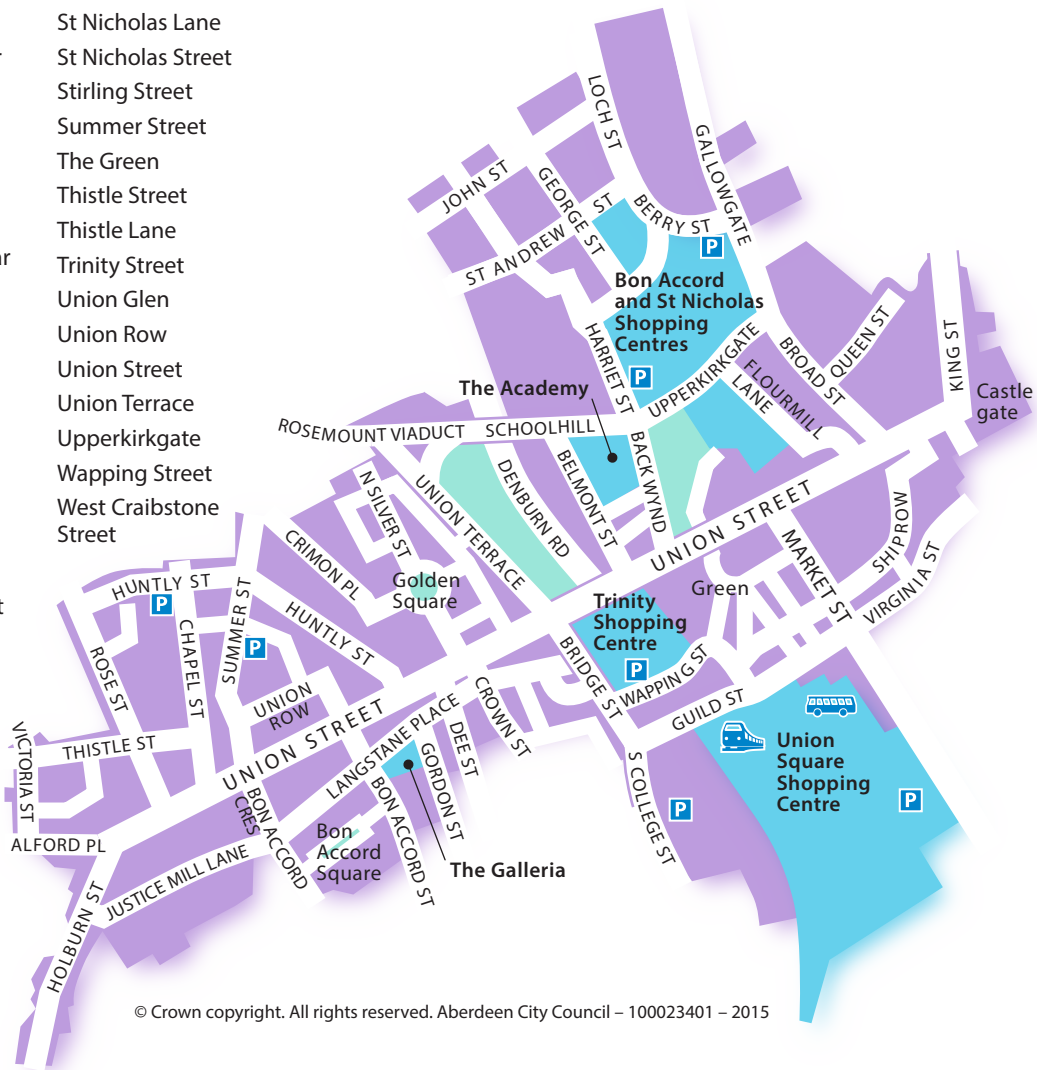 St Nicholas Lane
St Nicholas Street
Stirling Street
Summer Street
The Green
Thistle Street
Thistle Lane
Trinity Street
Union Glen
Union Row
Union Street
Union Terrace
Upperkirkgate
Wapping Street
West Craibstone
Street
LOCH ST
GALLOWGATE
JOHN ST
GEORGE ST
ST ANDREW ST
BERRY ST
P
Bon Accord
and St Nicholas
Shopping
Centres
P
HARRIET ST
UPPERKIRKGATE
BROAD ST
QUEEN ST
FLOURMILL
LANE
KING ST
Castle
gate
The Academy
ROSEMOUNT VIADUCT
SCHOOLHILL
BELMONT ST
BACK WYND
DENBURN RD
UNION TERRACE
N SILVER ST
UNION STREET
SHIPROW
MARKET ST
VIRGINIA ST
CRIMON PL
Golden
Square
Green
Trinity
Shopping
Centre
P
HUNTLY ST
P
SUMMER ST
P
HUNTLY ST
CHAPEL ST
ROSE ST
UNION
ROW
BRIDGE ST
WAPPING ST
GUILD ST
CROWN ST
DEE ST
LANGSTANE PLACE
GORDON ST
UNION STREET
THISTLE ST
VICTORIA ST
ALFORD PL
BON ACCORD
CRES
BON ACCORD ST
Bon
Accord
Square
The Galleria
JUSTICE MILL LANE
HOLBURN ST
S COLLEGE ST
P
Union
Square
Shopping
Centre
P
© Crown copyright. All rights reserved. Aberdeen City Council – 100023401 – 2015